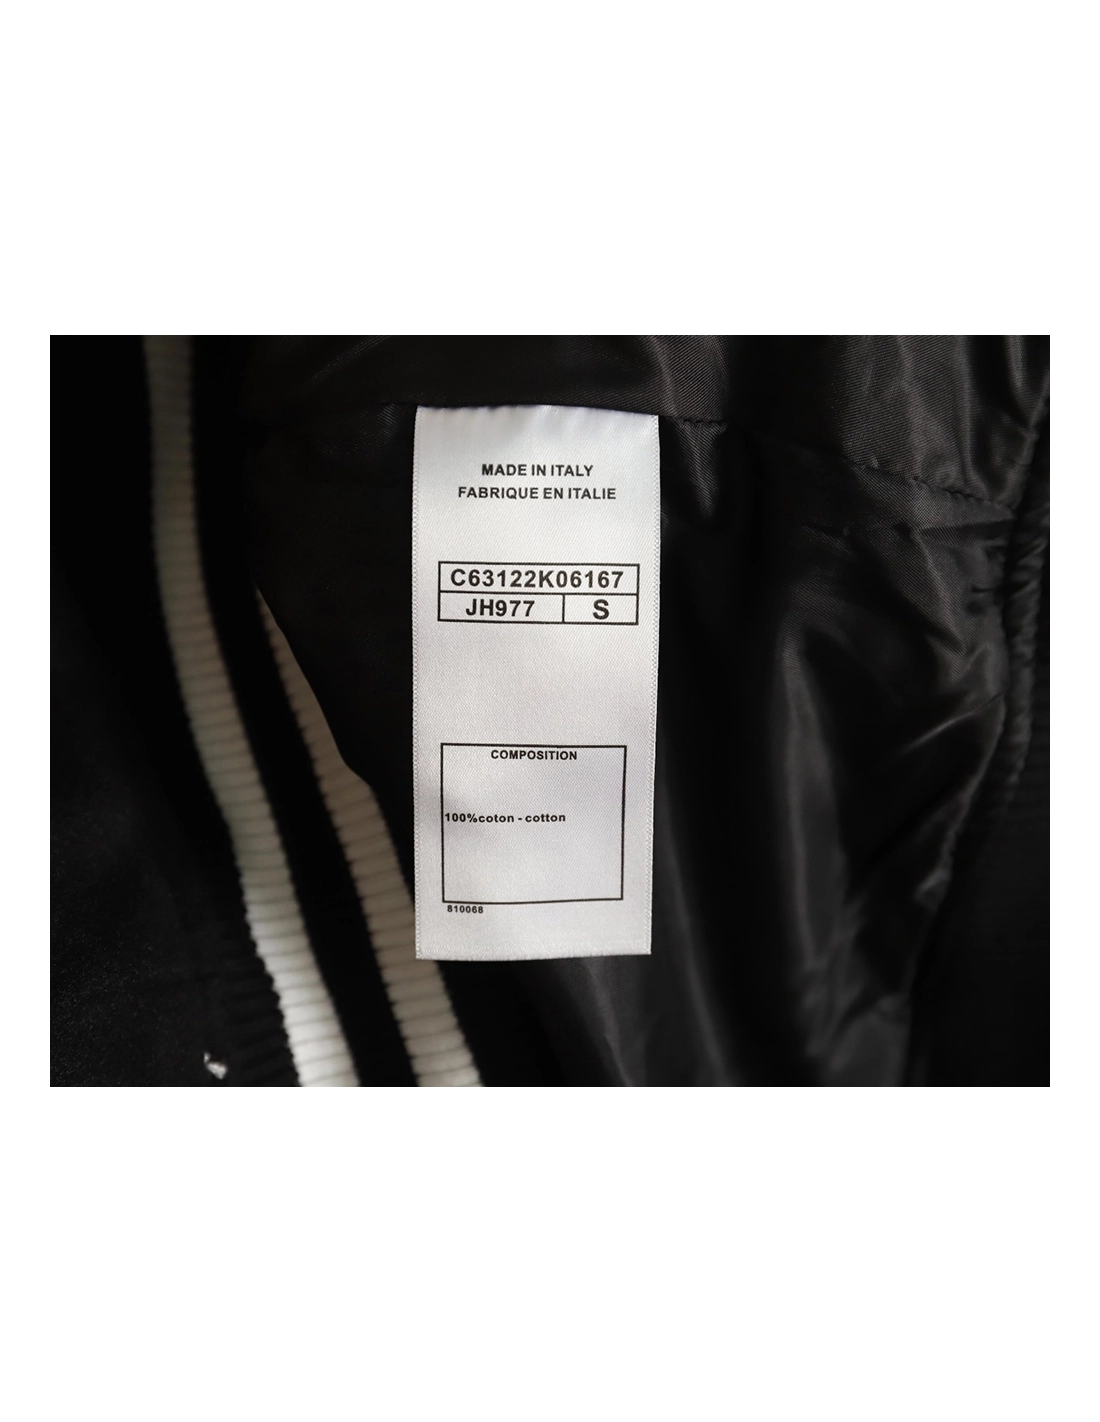 MADE IN ITALY
FABRIQUE EN ITALIE
C63122K06167
JH977 S
COMPOSITION
100%coton - cotton
810068